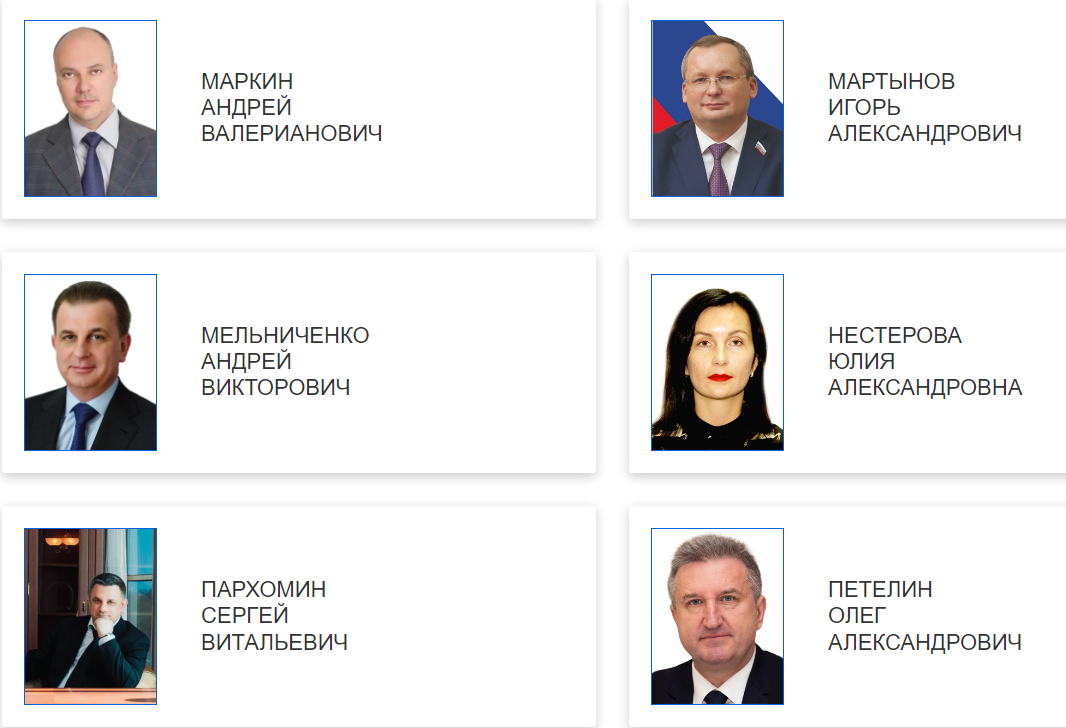 МАРКИН
АНДРЕЙ
ВАЛЕРИАНОВИЧ
МАРТЫНОВ
ИГОРЬ
АЛЕКСАНДРОВИЧ
МЕЛЬНИЧЕНКО
АНДРЕЙ
ВИКТОРОВИЧ
НЕСТЕРОВА
ЮЛИЯ
АЛЕКСАНДРОВНА
ПАРХОМИН
СЕРГЕЙ
ВИТАЛЬЕВИЧ
ПЕТЕЛИН
ОЛЕГ
АЛЕКСАНДРОВИЧ